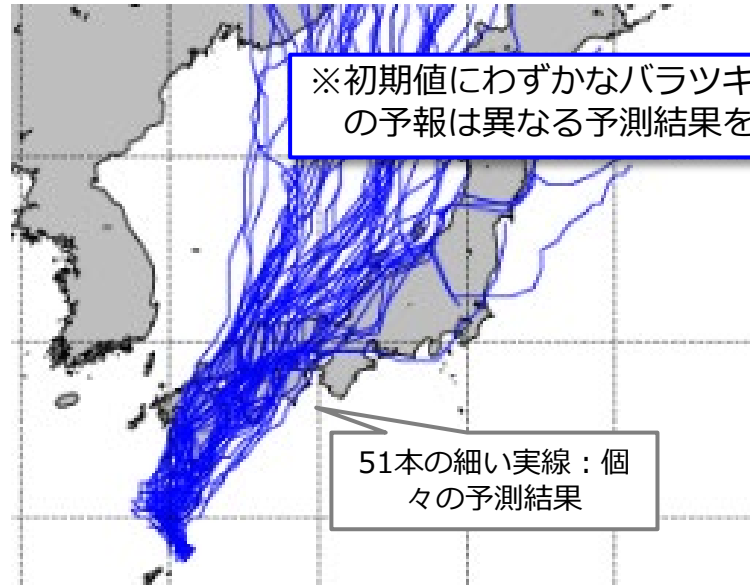 ※初期値にわずかなバラツキ
の予報は異なる予測結果を
51本の細い実線：個
々の予測結果